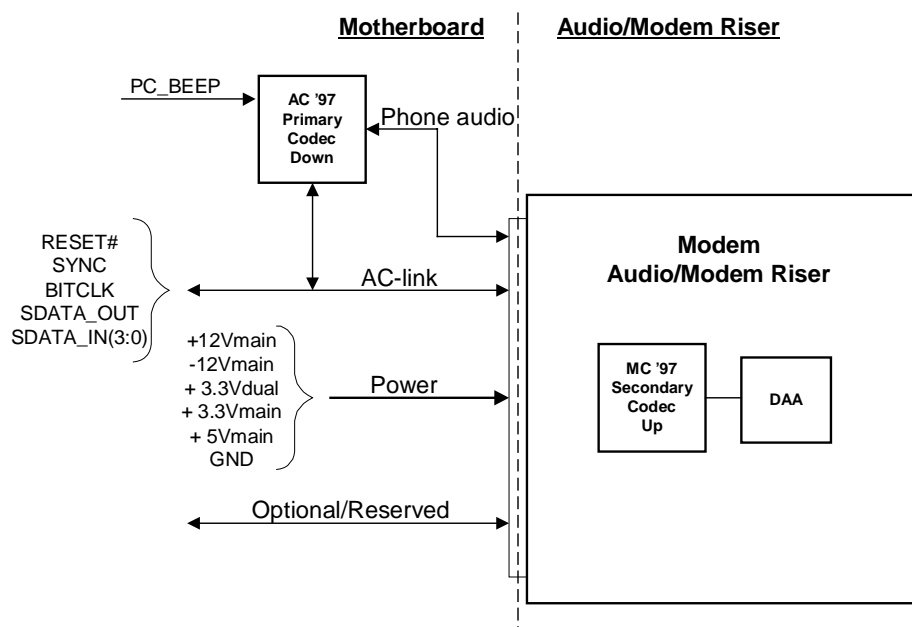 Motherboard
Audio/Modem Riser
PC_BEEP
AC '97
Primary
Codec
Down
Phone audio
RESET#
SYNC
BITCLK
SDATA_OUT
SDATA_IN(3:0)
AC-link
+12Vmain
-12Vmain
+ 3.3Vdual
+ 3.3Vmain
+ 5Vmain
GND
Power
Optional/Reserved
Modem
Audio/Modem Riser
MC '97
Secondary
Codec
Up
DAA